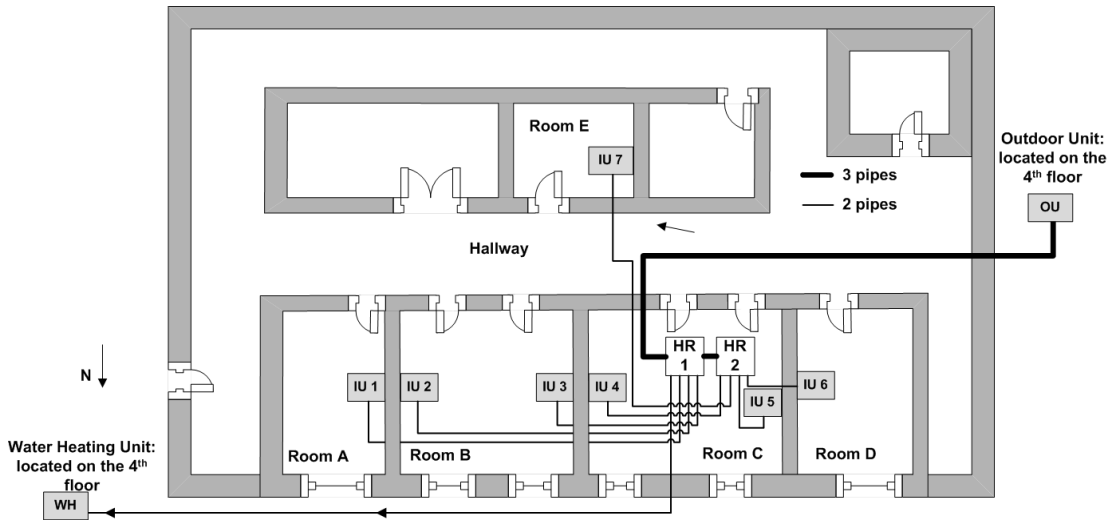 Room E
IU 7
3 pipes
2 pipes
Outdoor Unit:
located on the
4th floor
OU
Hallway
N
HR
1
HR
2
IU 1
IU 2
IU 3
IU 4
IU 5
IU 6
Room A
Room B
Room C
Room D
Water Heating Unit:
located on the 4th
floor
WH